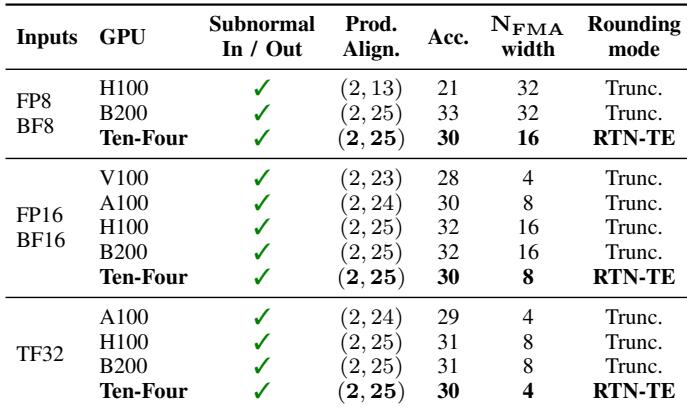 Inputs GPU Subnormal In / Out Prod. Align. Acc. N_FMA width Rounding mode
FP8 BF8
H100 ✓ (2, 13) 21 32 Trunc.
B200 ✓ (2, 25) 33 32 Trunc.
Ten-Four ✓ (2, 25) 30 16 RTN-TE
FP16 BF16
V100 ✓ (2, 23) 28 4 Trunc.
A100 ✓ (2, 24) 30 8 Trunc.
H100 ✓ (2, 25) 32 16 Trunc.
B200 ✓ (2, 25) 32 16 Trunc.
Ten-Four ✓ (2, 25) 30 8 RTN-TE
TF32
A100 ✓ (2, 24) 29 4 Trunc.
H100 ✓ (2, 25) 31 8 Trunc.
B200 ✓ (2, 25) 31 8 Trunc.
Ten-Four ✓ (2, 25) 30 4 RTN-TE